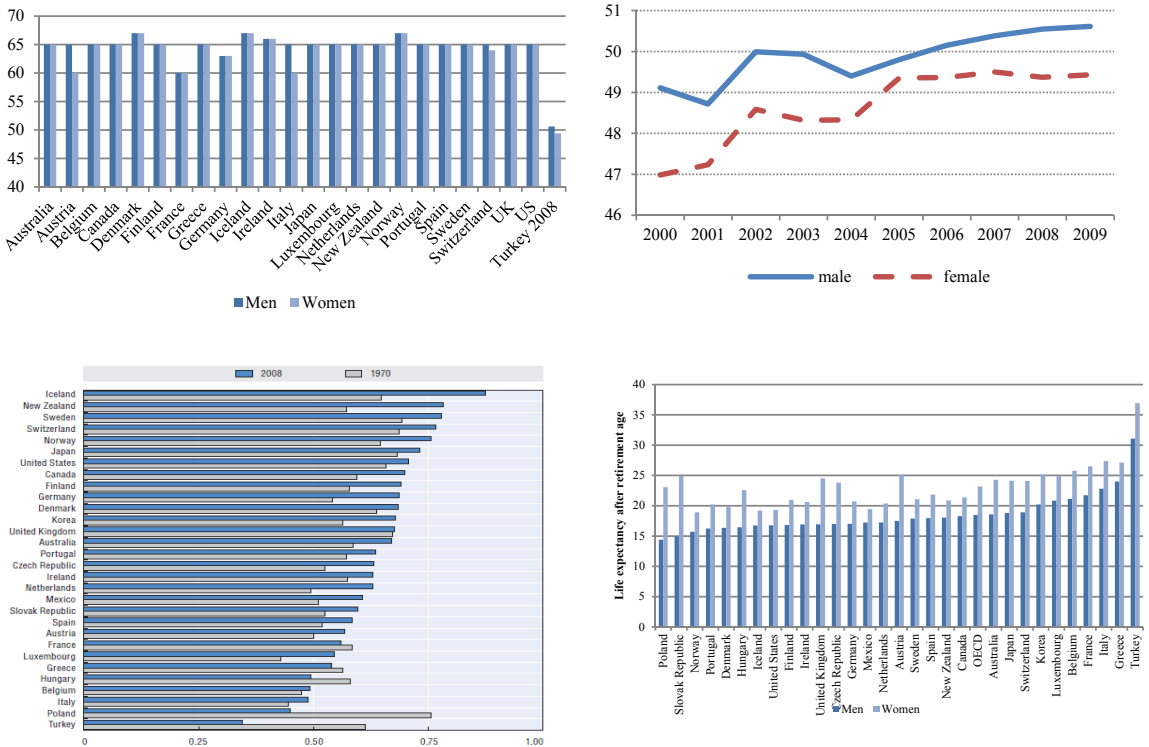 70
65
60
55
50
45
40
Australia
Austria
Belgium
Canada
Denmark
Finland
France
Greece
Germany
Iceland
Ireland
Italy
Japan
Luxembourg
Netherlands
New Zealand
Norway
Portugal
Spain
Sweden
Switzerland
UK
US
Turkey 2008
Men Women
51
50
49
48
47
46
2000 2001 2002 2003 2004 2005 2006 2007 2008 2009
male female
2008 1970
Iceland
New Zealand
Sweden
Switzerland
Norway
Japan
United States
Canada
Finland
Germany
Denmark
Korea
United Kingdom
Australia
Portugal
Czech Republic
Ireland
Netherlands
Mexico
Slovak Republic
Spain
Austria
France
Luxembourg
Greece
Hungary
Belgium
Italy
Poland
Turkey
0 0.25 0.50 0.75 1.00
Life expectancy after retirement age
40
35
30
25
20
15
10
5
0
Poland
Slovak Republic
Norway
Portugal
Denmark
Hungary
Iceland
United States
Finland
Ireland
United Kingdom
Czech Republic
Germany
Mexico
Netherlands
Austria
Sweden
Spain
New Zealand
Canada
OECD
Australia
Japan
Switzerland
Korea
Luxembourg
Belgium
France
Italy
Greece
Turkey
Men Women